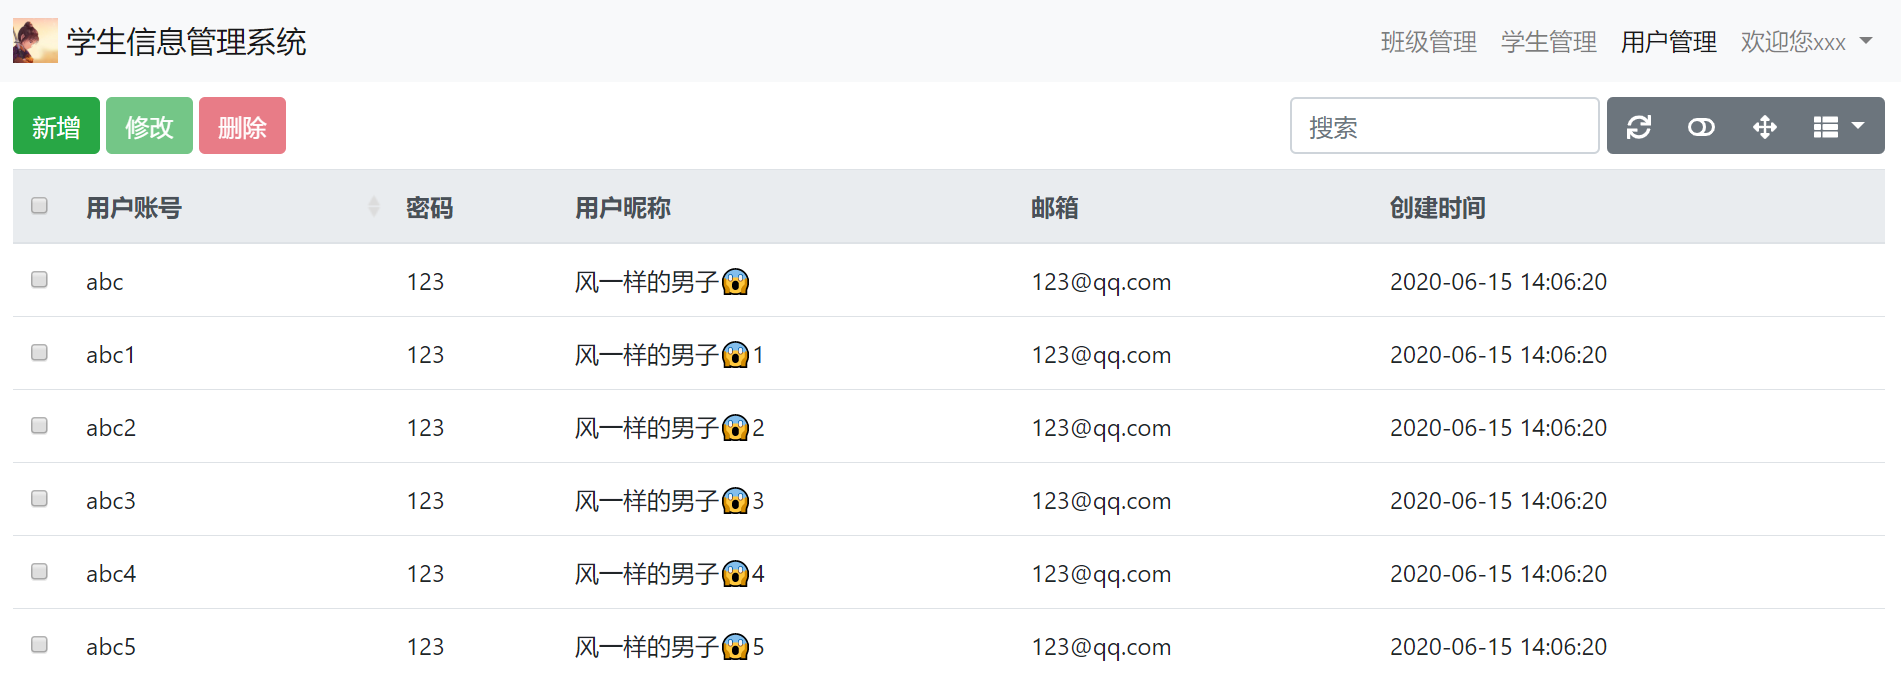 学生信息管理系统 班级管理 学生管理 用户管理 欢迎您xxx
新增 修改 删除 搜索
用户账号 密码 用户昵称 邮箱 创建时间
abc 123 风一样的男子😱 123@qq.com 2020-06-15 14:06:20
abc1 123 风一样的男子😱1 123@qq.com 2020-06-15 14:06:20
abc2 123 风一样的男子😱2 123@qq.com 2020-06-15 14:06:20
abc3 123 风一样的男子😱3 123@qq.com 2020-06-15 14:06:20
abc4 123 风一样的男子😱4 123@qq.com 2020-06-15 14:06:20
abc5 123 风一样的男子😱5 123@qq.com 2020-06-15 14:06:20